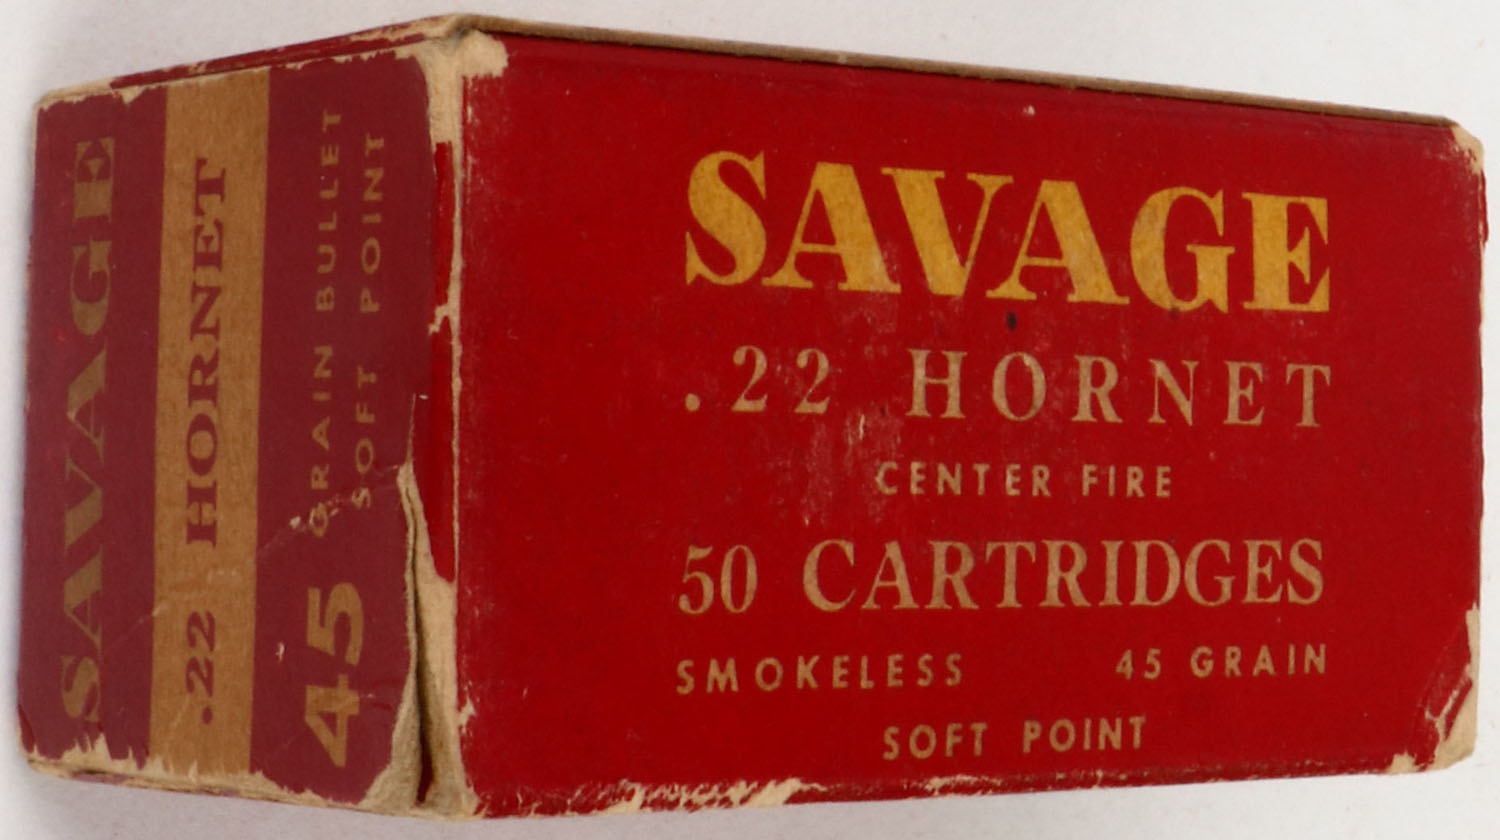 SAVAGE
.22 HORNET
45 GRAIN BULLET
SOFT POINT
SAVAGE
.22 HORNET
CENTER FIRE
50 CARTRIDGES
SMOKELESS 45 GRAIN
SOFT POINT